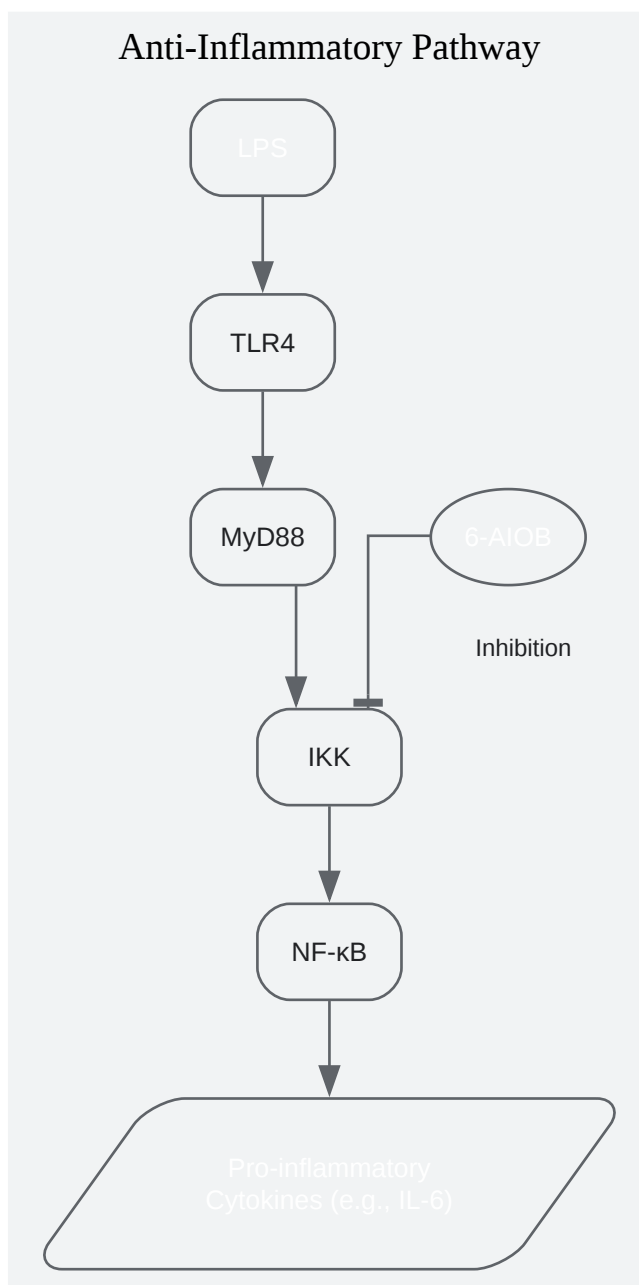 Anti-Inflammatory Pathway
LPS
TLR4
MyD88
6-AIOB
Inhibition
IKK
NF-κB
Pro-inflammatory
Cytokines (e.g., IL-6)